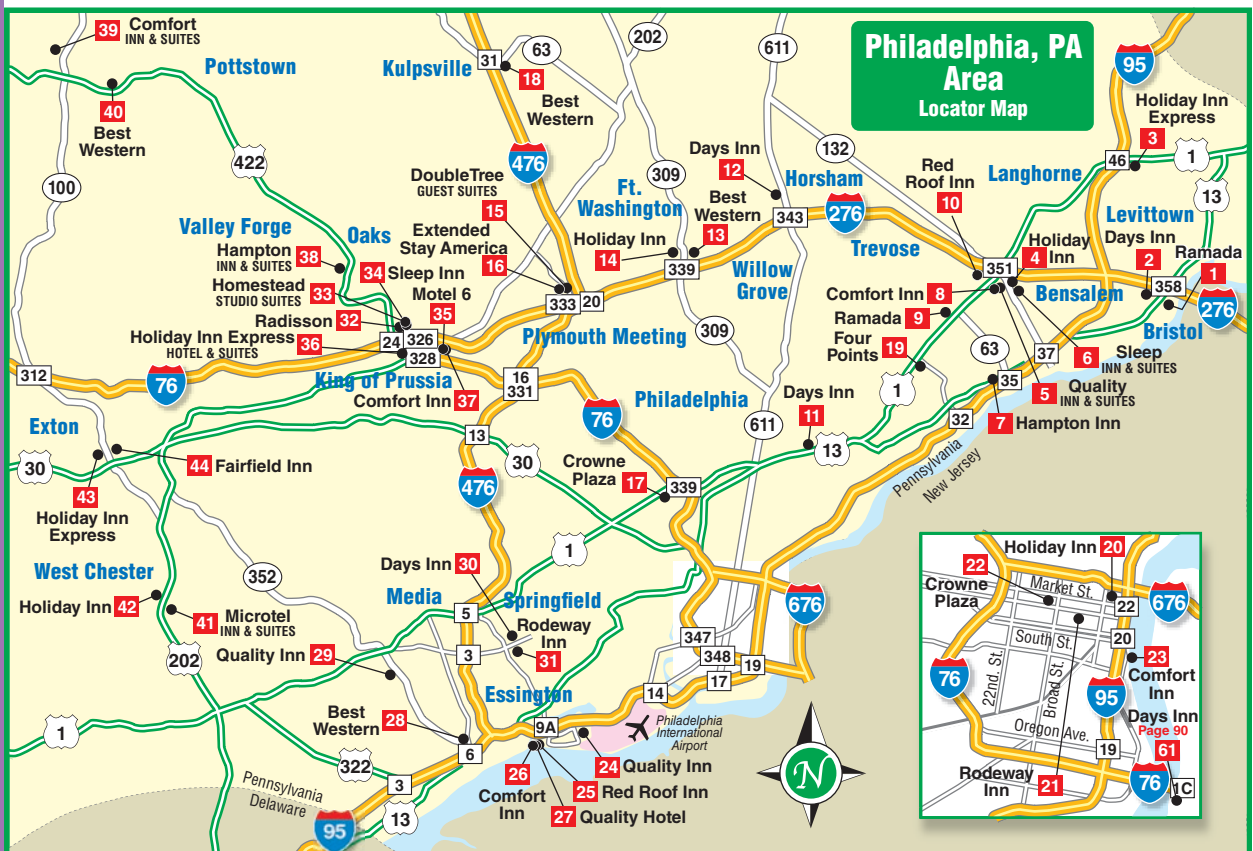 Philadelphia, PA
Area
Locator Map
39 Comfort
INN & SUITES
Pottstown
40
Best
Western
422
100
Kulpsville
31
63
18
Best
Western
202
611
476
309
132
95
Holiday Inn
Express
3
46
1
13
Langhorne
Levittown
Days Inn
2
Ramada
1
358
276
Bristol
Days Inn
12
Horsham
343
276
Red
Roof Inn
10
Trevose
351
Holiday
4 Inn
Bensalem
DoubleTree
GUEST SUITES
15
Extended
Stay America
16
Ft.
Washington
Best
Western
13
Holiday Inn
14
339
Willow
Grove
333
20
Plymouth Meeting
309
Valley Forge
Hampton
INN & SUITES
38
Oaks
34 Sleep Inn
Homestead
STUDIO SUITES
33
Motel 6
35
Radisson 32
Holiday Inn Express
HOTEL & SUITES
36
24
326
328
King of Prussia
Comfort Inn 37
312
76
16
331
76
Comfort Inn 8
Ramada 9
Four
Points
19
63
37
35
6 Sleep
INN & SUITES
5 Quality
INN & SUITES
7 Hampton Inn
1
32
Pennsylvania
New Jersey
Philadelphia
611
Days Inn
11
13
Exton
30
44 Fairfield Inn
43
Holiday Inn
Express
13
30
476
Crowne
Plaza 17
339
1
West Chester
Holiday Inn 42
41 Microtel
INN & SUITES
202
352
Quality Inn 29
Media
Days Inn 30
5
Springfield
Rodeway
Inn
31
3
Best
Western
28
6
Essington
9A
26
Comfort
Inn
24 Quality Inn
25 Red Roof Inn
27 Quality Hotel
Philadelphia
International
Airport
14
17
19
347
348
676
1
322
3
13
95
Pennsylvania
Delaware
N
Holiday Inn 20
22
Crowne
Plaza
Market St.
22
676
South St.
20
23
Comfort
Inn
22nd. St.
Broad St.
76
95
Oregon Ave.
19
Days Inn
Page 90
61
1C
Rodeway
Inn
21
76